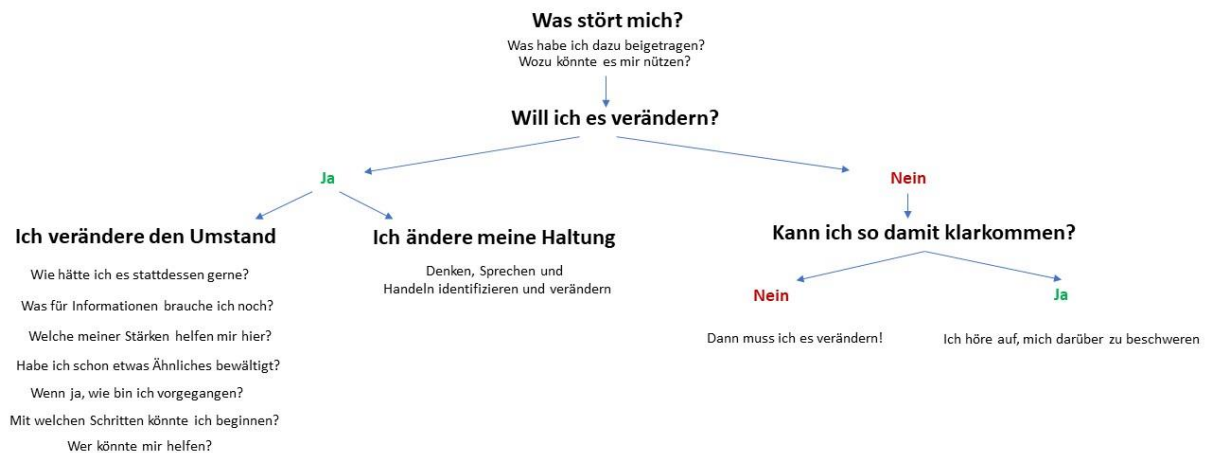 Was stört mich?
Was habe ich dazu beigetragen?
Wozu könnte es mir nützen?
Will ich es verändern?
Ja
Nein
Ich verändere den Umstand
Wie hätte ich es stattdessen gerne?
Was für Informationen brauche ich noch?
Welche meiner Stärken helfen mir hier?
Habe ich schon etwas Ähnliches bewältigt?
Wenn ja, wie bin ich vorgegangen?
Mit welchen Schritten könnte ich beginnen?
Wer könnte mir helfen?
Ich ändere meine Haltung
Denken, Sprechen und
Handeln identifizieren und verändern
Kann ich so damit klarkommen?
Nein
Dann muss ich es verändern!
Ja
Ich höre auf, mich darüber zu beschweren